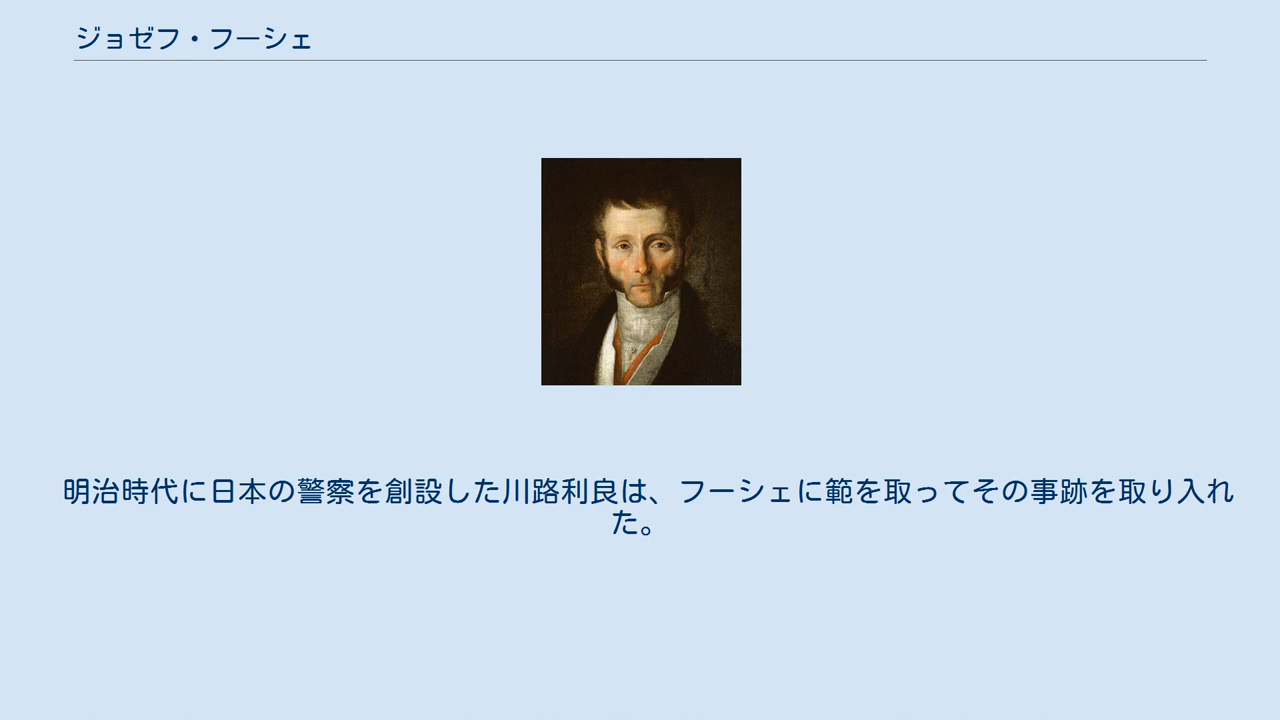 ジョゼフ・フーシェ
明治時代に日本の警察を創設した川路利良は、フーシェに範を取ってその事跡を取り入れ
た。